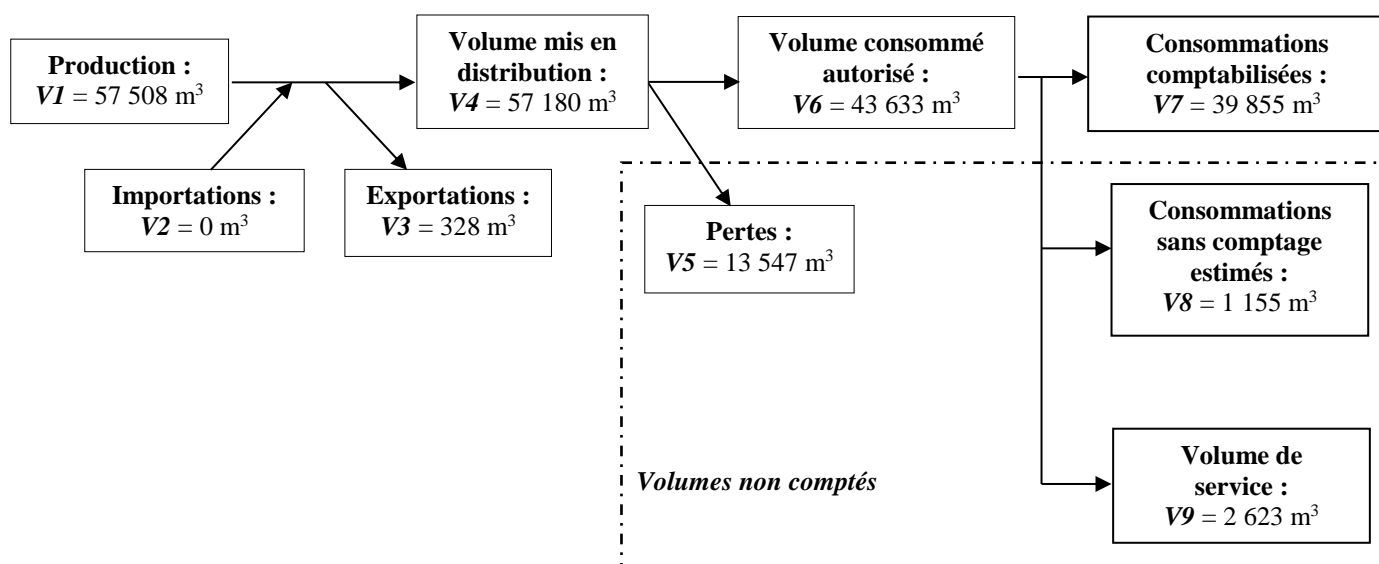 Production :
V1 = 57 508 m³
Volume mis en
distribution :
V4 = 57 180 m³
Volume consommé
autorisé :
V6 = 43 633 m³
Consommations
comptabilisées :
V7 = 39 855 m³
Importations :
V2 = 0 m³
Exportations :
V3 = 328 m³
Pertes :
V5 = 13 547 m³
Consommations
sans comptage
estimés :
V8 = 1 155 m³
Volumes non comptés
Volume de
service :
V9 = 2 623 m³